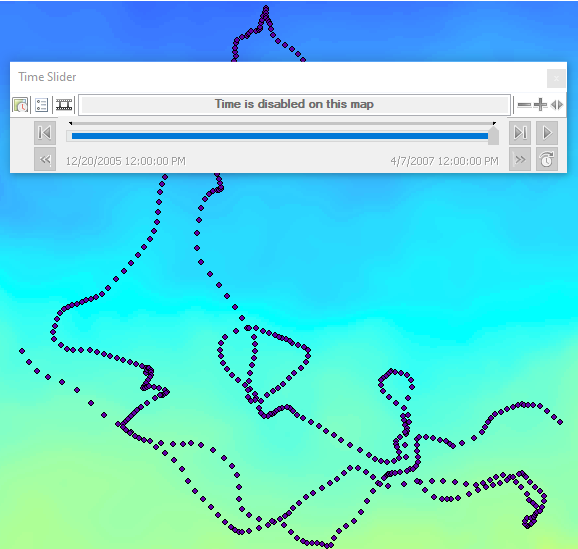 Time Slider
Time is disabled on this map
12/20/2005 12:00:00 PM
4/7/2007 12:00:00 PM